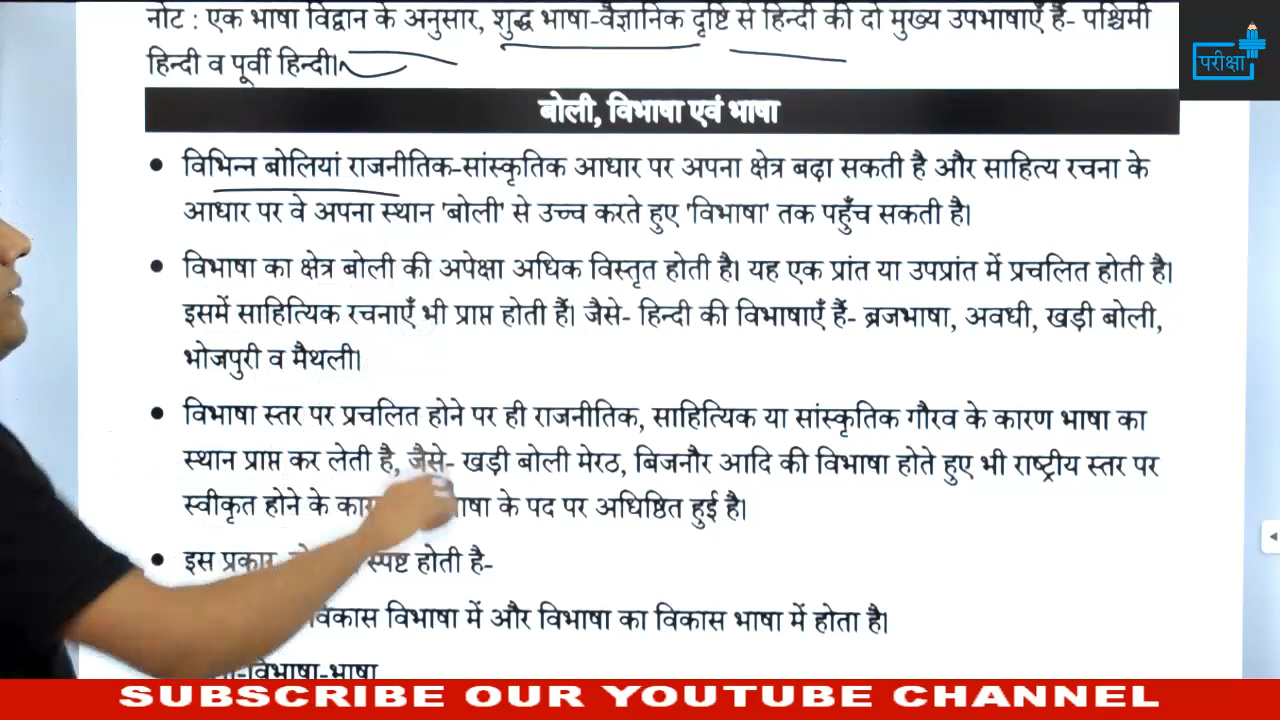 नोट : एक भाषा विद्वान के अनुसार, शुद्ध भाषा-वैज्ञानिक दृष्टि से हिन्दी की दो मुख्य उपभाषाएँ हैं- पश्चिमी
हिन्दी व पूर्वी हिन्दी।
परीक्षा
बोली, विभाषा एवं भाषा
• विभिन्न बोलियां राजनीतिक-सांस्कृतिक आधार पर अपना क्षेत्र बढ़ा सकती है और साहित्य रचना के
आधार पर वे अपना स्थान 'बोली' से उच्च करते हुए 'विभाषा' तक पहुँच सकती है।
• विभाषा का क्षेत्र बोली की अपेक्षा अधिक विस्तृत होती है। यह एक प्रांत या उपप्रांत में प्रचलित होती है।
इसमें साहित्यिक रचनाएँ भी प्राप्त होती हैं। जैसे- हिन्दी की विभाषाएँ हैं- ब्रजभाषा, अवधी, खड़ी बोली,
भोजपुरी व मैथली।
• विभाषा स्तर पर प्रचलित होने पर ही राजनीतिक, साहित्यिक या सांस्कृतिक गौरव के कारण भाषा का
स्थान प्राप्त कर लेती है, जैसे- खड़ी बोली मेरठ, बिजनौर आदि की विभाषा होते हुए भी राष्ट्रीय स्तर पर
स्वीकृत होने के के पद पर अधिष्ठित हुई है।
• इस प्रकार स्पष्ट होती है-
विकास विभाषा में और विभाषा का विकास भाषा में होता है।
-विभाषा-भाषा
SUBSCRIBE OUR YOUTUBE CHANNEL